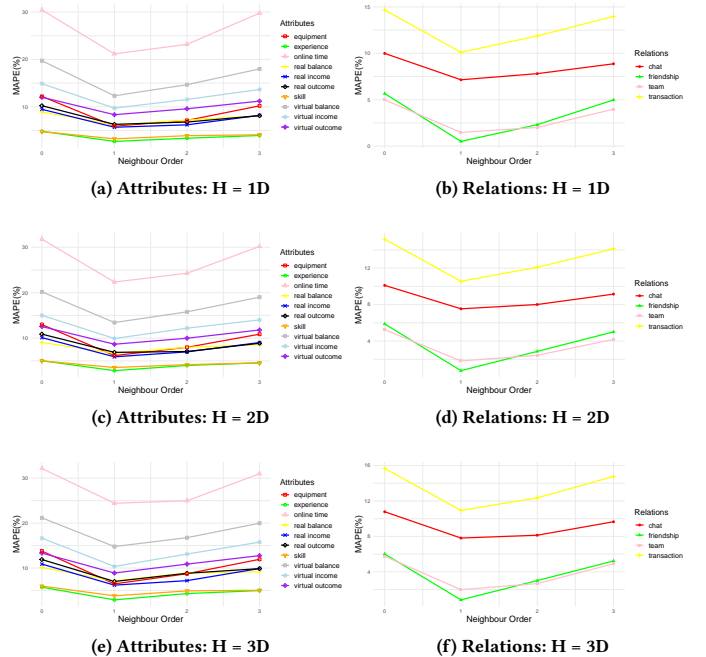 30
20
10
MAPE(%)
0
1
2
3
Neighbour Order
Attributes
equipment
experience
online time
real balance
real income
real outcome
skill
virtual balance
virtual income
virtual outcome
(a) Attributes: H = 1D
15
10
5
0
MAPE(%)
0
1
2
3
Neighbour Order
Relations
chat
friendship
team
transaction
(b) Relations: H = 1D
30
20
10
MAPE(%)
0
1
2
3
Neighbour Order
Attributes
equipment
experience
online time
real balance
real income
real outcome
skill
virtual balance
virtual income
virtual outcome
(c) Attributes: H = 2D
12
8
4
MAPE(%)
0
1
2
3
Neighbour Order
Relations
chat
friendship
team
transaction
(d) Relations: H = 2D
30
20
10
MAPE(%)
0
1
2
3
Neighbour Order
Attributes
equipment
experience
online time
real balance
real income
real outcome
skill
virtual balance
virtual income
virtual outcome
(e) Attributes: H = 3D
16
12
8
4
MAPE(%)
0
1
2
3
Neighbour Order
Relations
chat
friendship
team
transaction
(f) Relations: H = 3D